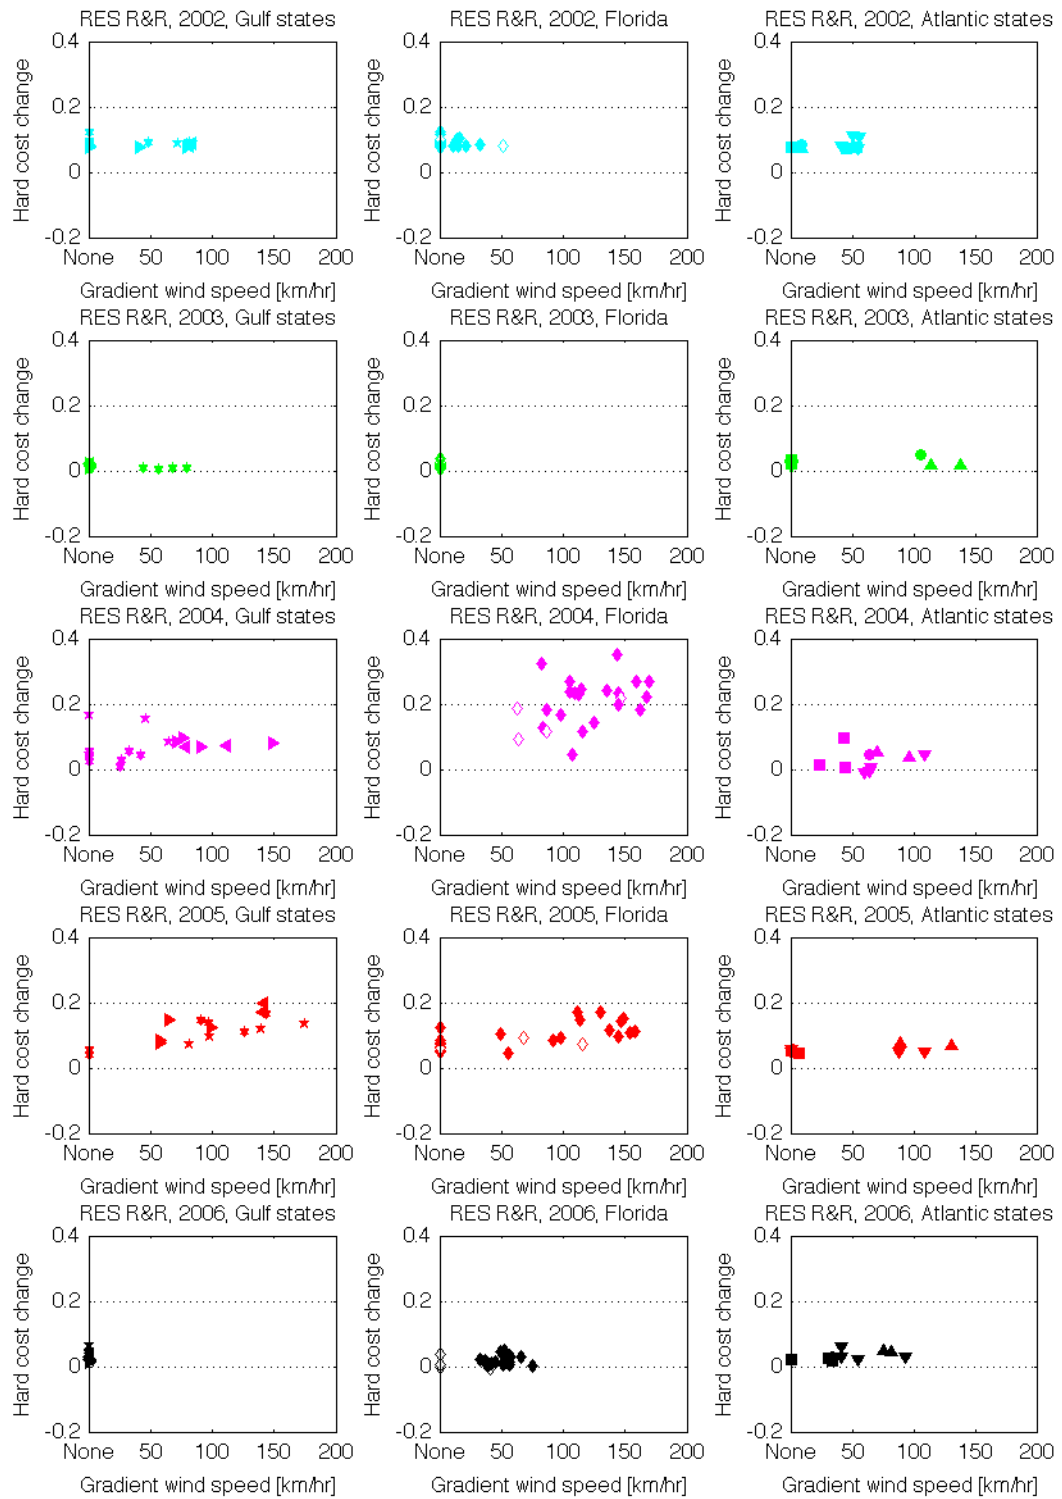 RES R&R, 2002, Gulf states RES R&R, 2002, Florida RES R&R, 2002, Atlantic states
0.4 0.4 0.4
Hard cost change Hard cost change Hard cost change
0.2 0.2 0.2
0 0 0
-0.2 -0.2 -0.2
None 50 100 150 200 None 50 100 150 200 None 50 100 150 200
Gradient wind speed [km/hr] Gradient wind speed [km/hr] Gradient wind speed [km/hr]
RES R&R, 2003, Gulf states RES R&R, 2003, Florida RES R&R, 2003, Atlantic states
0.4 0.4 0.4
Hard cost change Hard cost change Hard cost change
0.2 0.2 0.2
0 0 0
-0.2 -0.2 -0.2
None 50 100 150 200 None 50 100 150 200 None 50 100 150 200
Gradient wind speed [km/hr] Gradient wind speed [km/hr] Gradient wind speed [km/hr]
RES R&R, 2004, Gulf states RES R&R, 2004, Florida RES R&R, 2004, Atlantic states
0.4 0.4 0.4
Hard cost change Hard cost change Hard cost change
0.2 0.2 0.2
0 0 0
-0.2 -0.2 -0.2
None 50 100 150 200 None 50 100 150 200 None 50 100 150 200
Gradient wind speed [km/hr] Gradient wind speed [km/hr] Gradient wind speed [km/hr]
RES R&R, 2005, Gulf states RES R&R, 2005, Florida RES R&R, 2005, Atlantic states
0.4 0.4 0.4
Hard cost change Hard cost change Hard cost change
0.2 0.2 0.2
0 0 0
-0.2 -0.2 -0.2
None 50 100 150 200 None 50 100 150 200 None 50 100 150 200
Gradient wind speed [km/hr] Gradient wind speed [km/hr] Gradient wind speed [km/hr]
RES R&R, 2006, Gulf states RES R&R, 2006, Florida RES R&R, 2006, Atlantic states
0.4 0.4 0.4
Hard cost change Hard cost change Hard cost change
0.2 0.2 0.2
0 0 0
-0.2 -0.2 -0.2
None 50 100 150 200 None 50 100 150 200 None 50 100 150 200
Gradient wind speed [km/hr] Gradient wind speed [km/hr] Gradient wind speed [km/hr]